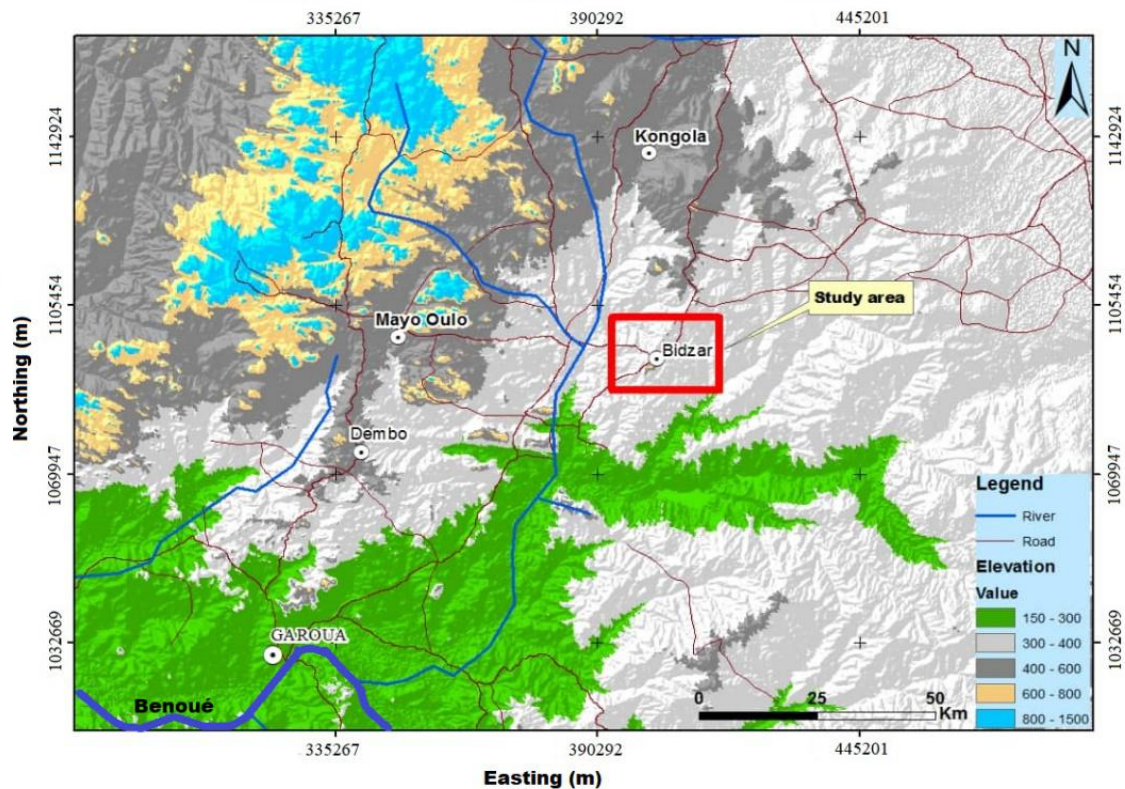 335267
390292
445201
N
1142924
1142924
Kongola
1105454
Study area
1105454
Mayo Oulo
Bidzar
Northing (m)
Dembo
1069947
1069947
Legend
River
Road
Elevation
Value
150 - 300
300 - 400
400 - 600
600 - 800
800 - 1500
1032669
GAROUA
1032669
Benoué
0
25
50
Km
335267
390292
445201
Easting (m)